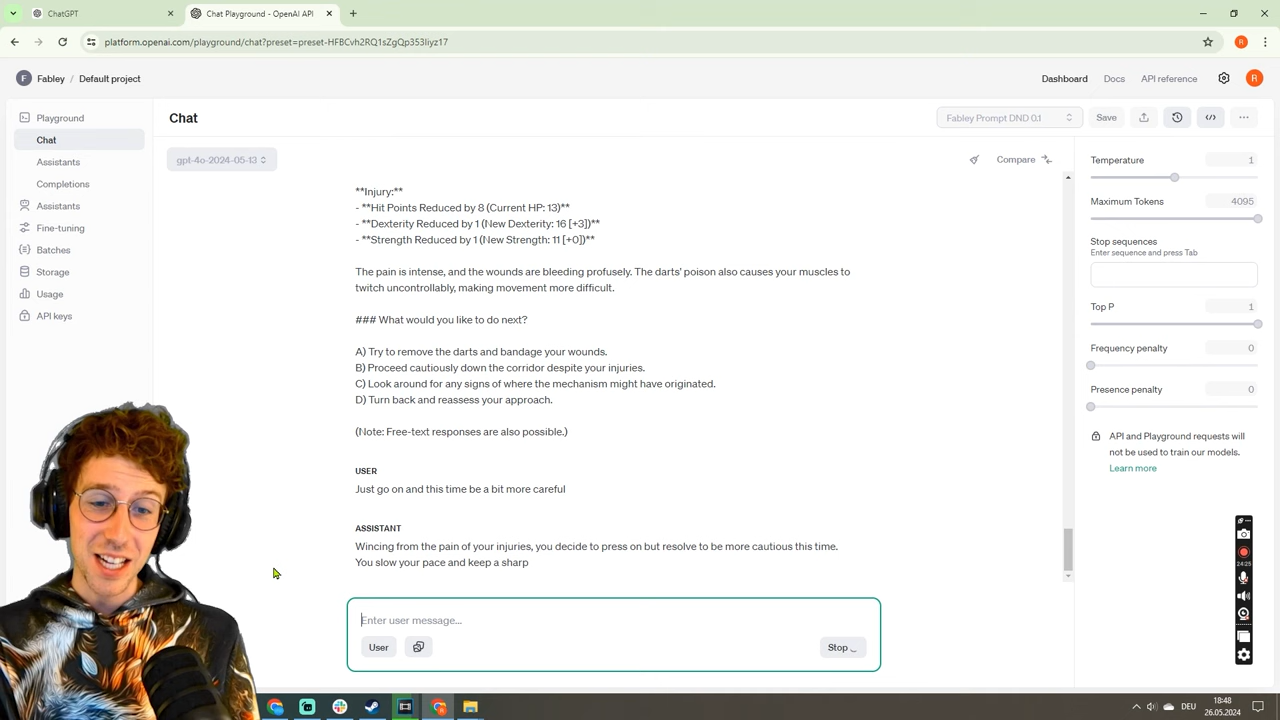 ChatGPT
Chat Playground - OpenAI API
platform.openai.com/playground/chat?preset=preset-HFBCvh2RQ1sZgQp353Iiyz17
R
F
Fabley / Default project
Dashboard
Docs
API reference
R
Playground
Chat
Assistants
Completions
Assistants
Fine-tuning
Batches
Storage
Usage
API keys
Chat
Fabley Prompt DND 0.1
Save
gpt-4o-2024-05-13
Compare
**Injury:**
- **Hit Points Reduced by 8 (Current HP: 13)**
- **Dexterity Reduced by 1 (New Dexterity: 16 [+3])**
- **Strength Reduced by 1 (New Strength: 11 [+0])**
The pain is intense, and the wounds are bleeding profusely. The darts' poison also causes your muscles to
twitch uncontrollably, making movement more difficult.
### What would you like to do next?
A) Try to remove the darts and bandage your wounds.
B) Proceed cautiously down the corridor despite your injuries.
C) Look around for any signs of where the mechanism might have originated.
D) Turn back and reassess your approach.
(Note: Free-text responses are also possible.)
USER
Just go on and this time be a bit more careful
ASSISTANT
Wincing from the pain of your injuries, you decide to press on but resolve to be more cautious this time.
You slow your pace and keep a sharp
Enter user message...
User
Stop
Temperature 1
Maximum Tokens 4095
Stop sequences
Enter sequence and press Tab
Top P 1
Frequency penalty 0
Presence penalty 0
API and Playground requests will
not be used to train our models.
Learn more
24:25
DEU
18:48
26.05.2024